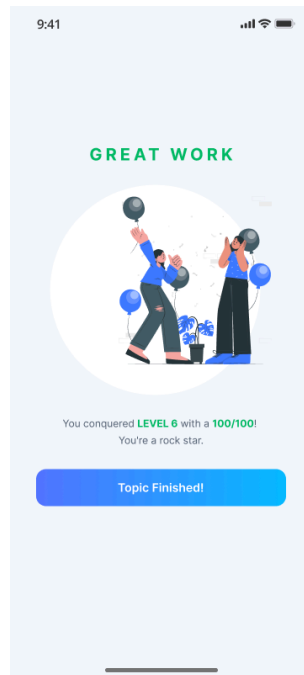 9:41
GREAT WORK
You conquered LEVEL 6 with a 100/100!
You're a rock star.
Topic Finished!